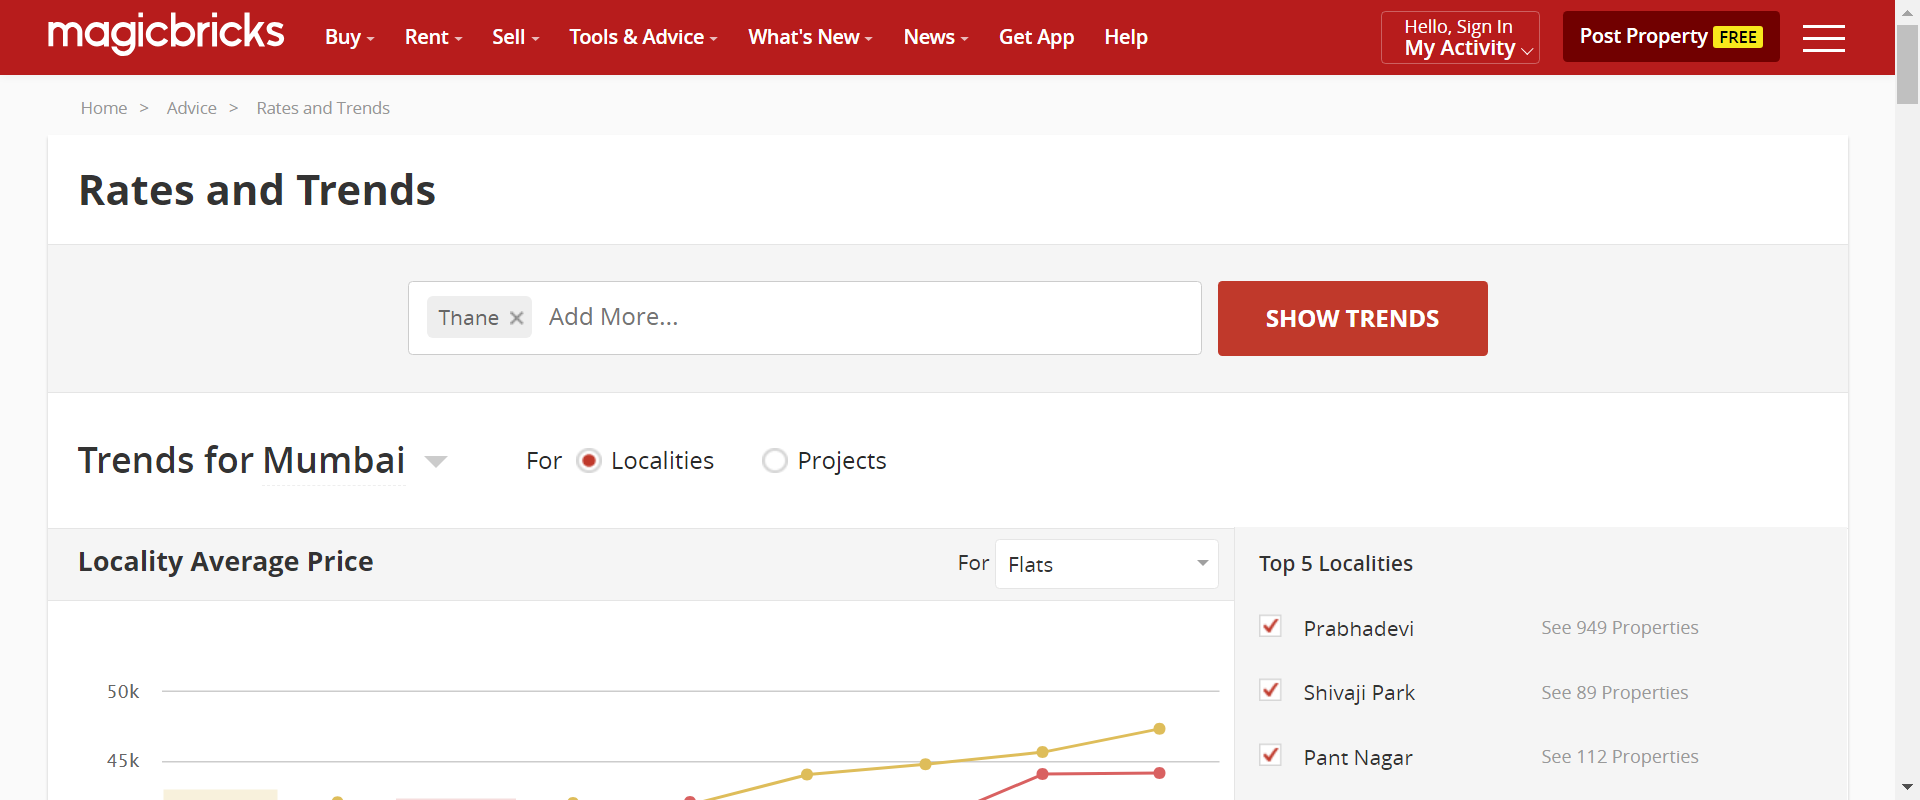 magicbricks
Buy Rent Sell Tools & Advice What's New News Get App Help
Hello, Sign In
My Activity
Post Property FREE
Home > Advice > Rates and Trends
Rates and Trends
Thane × Add More...
SHOW TRENDS
Trends for Mumbai
For Localities Projects
Locality Average Price
For Flats
50k
45k
Top 5 Localities
Prabhadevi See 949 Properties
Shivaji Park See 89 Properties
Pant Nagar See 112 Properties